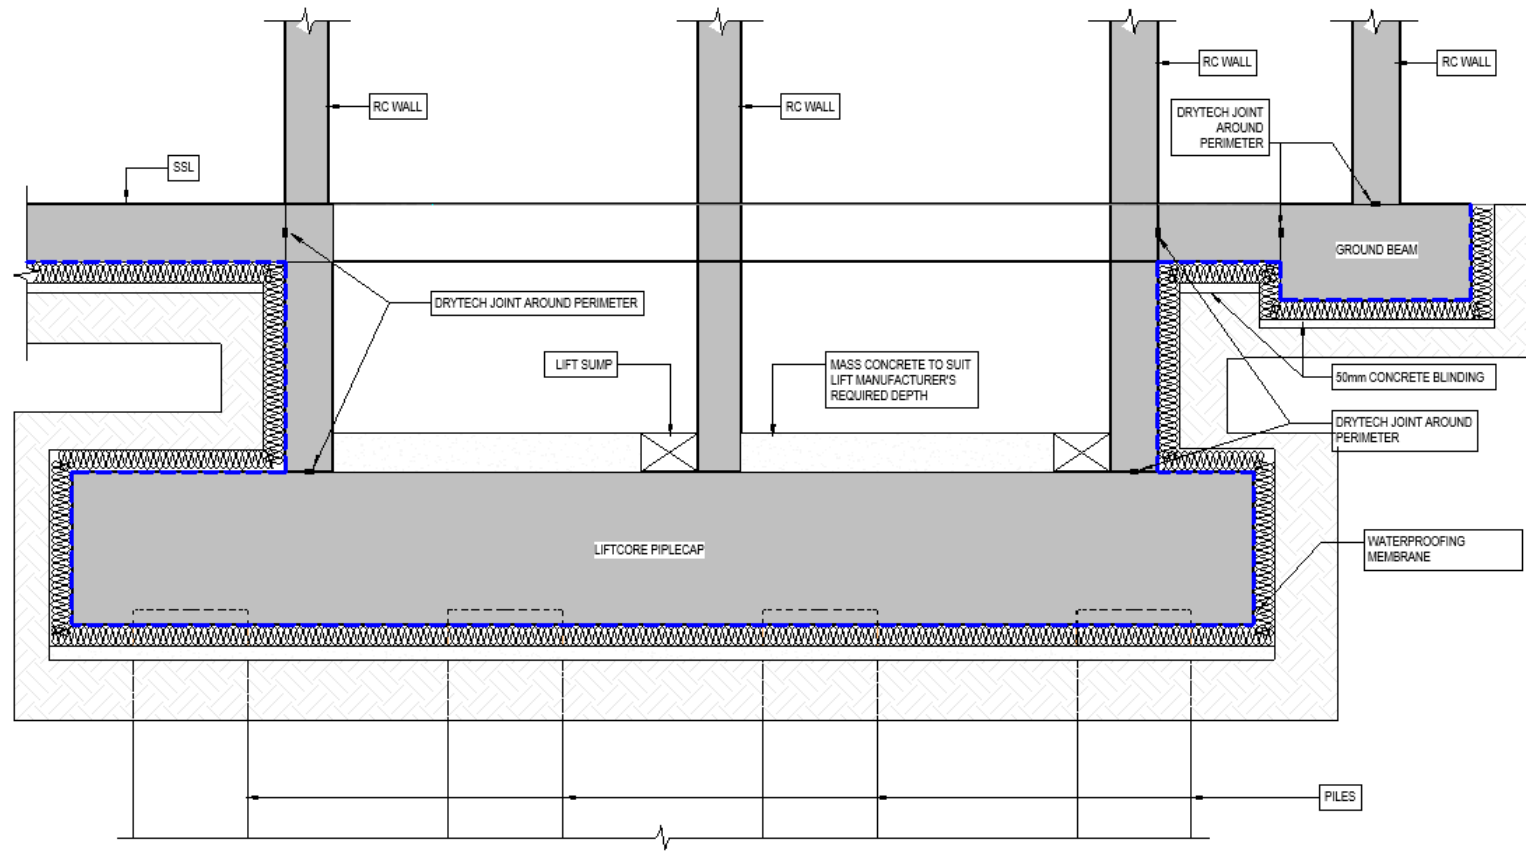 RC WALL
RC WALL
RC WALL
RC WALL
DRYTECH JOINT
AROUND
PERIMETER
SSL
GROUND BEAM
DRYTECH JOINT AROUND PERIMETER
LIFT SUMP
MASS CONCRETE TO SUIT
LIFT MANUFACTURER'S
REQUIRED DEPTH
50mm CONCRETE BLINDING
DRYTECH JOINT AROUND
PERIMETER
LIFTCORE PIPLECAP
WATERPROOFING
MEMBRANE
PILES